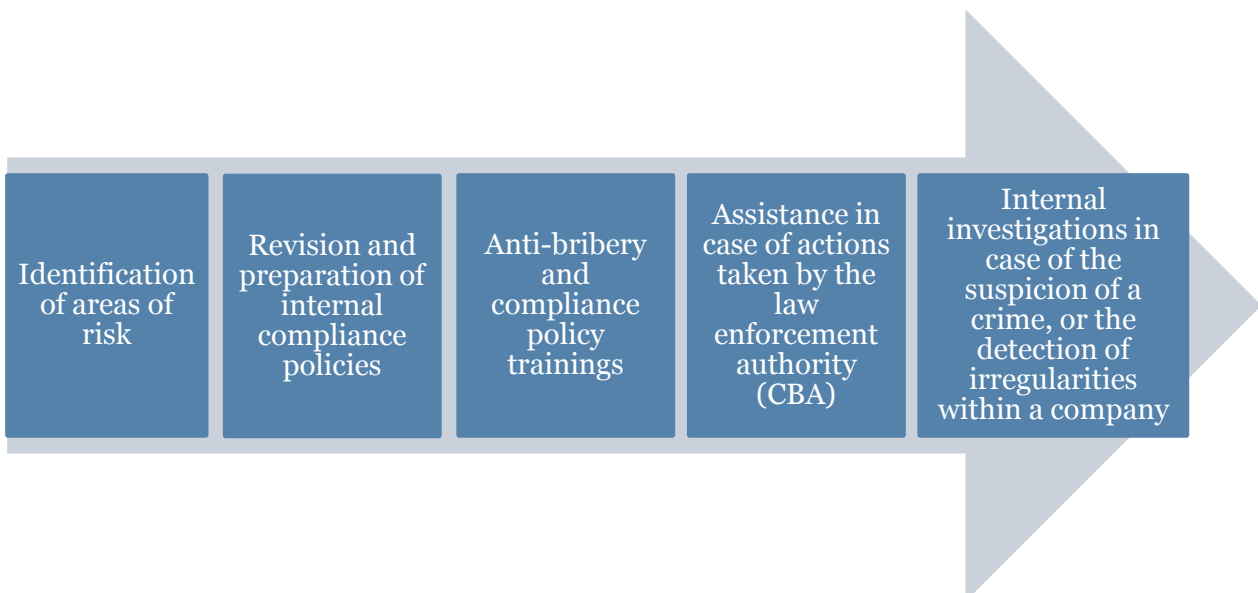 Identification
of areas of
risk
Revision and
preparation of
internal
compliance
policies
Anti-bribery
and
compliance
policy
trainings
Assistance in
case of actions
taken by the
law
enforcement
authority
(CBA)
Internal
investigations in
case of the
suspicion of a
crime, or the
detection of
irregularities
within a company